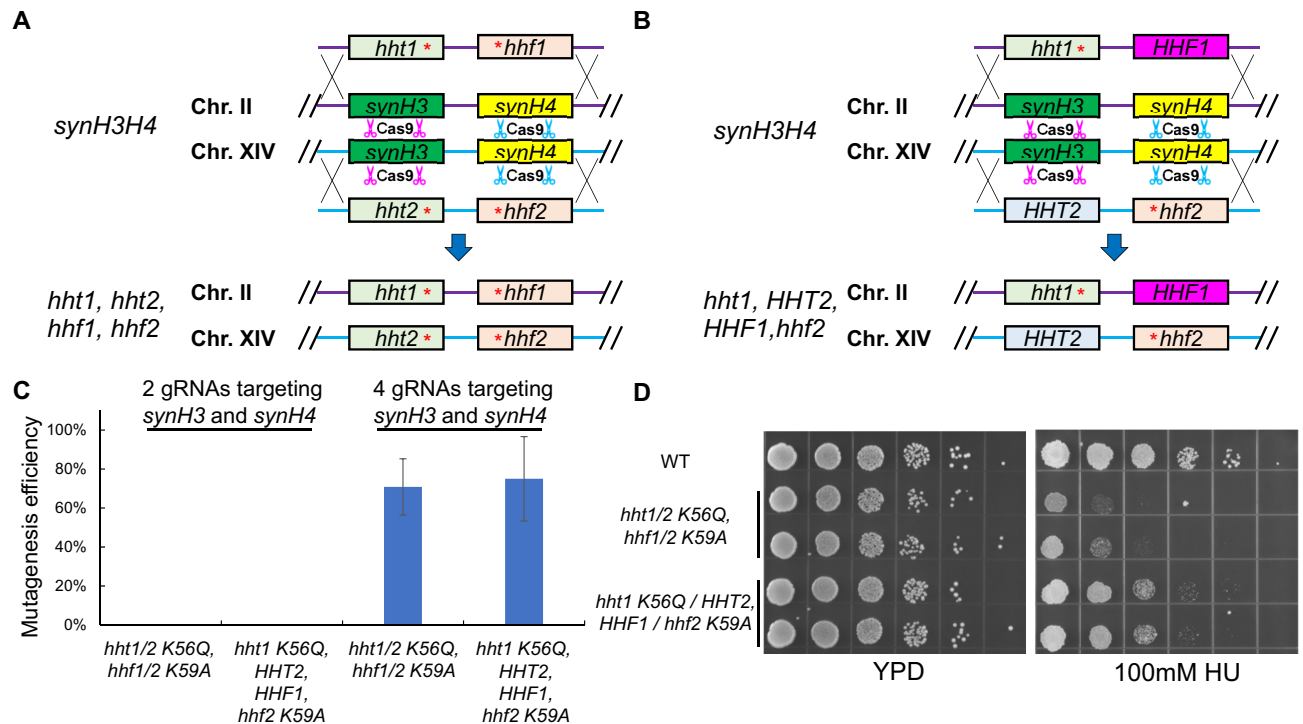 A
hht1 * *hhf1
Chr. II
synH3 synH4
synH3H4
Cas9 Cas9
Chr. XIV
synH3 synH4
Cas9 Cas9
hht2 * *hhf2
hht1, hht2,
hhf1, hhf2
Chr. II
hht1 * *hhf1
Chr. XIV
hht2 * *hhf2
B
hht1* HHF1
Chr. II
synH3 synH4
synH3H4
Cas9 Cas9
Chr. XIV
synH3 synH4
Cas9 Cas9
HHT2 *hhf2
hht1, HHT2,
HHF1,hhf2
Chr. II
hht1* HHF1
Chr. XIV
HHT2 *hhf2
C
2 gRNAs targeting
synH3 and synH4
4 gRNAs targeting
synH3 and synH4
Mutagenesis efficiency
100%
80%
60%
40%
20%
0%
hht1/2 K56Q,
hhf1/2 K59A
hht1 K56Q,
HHT2,
HHF1,
hhf2 K59A
hht1/2 K56Q,
hhf1/2 K59A
hht1 K56Q,
HHT2,
HHF1,
hhf2 K59A
D
WT
hht1/2 K56Q,
hhf1/2 K59A
hht1 K56Q / HHT2,
HHF1 / hhf2 K59A
YPD
100mM HU